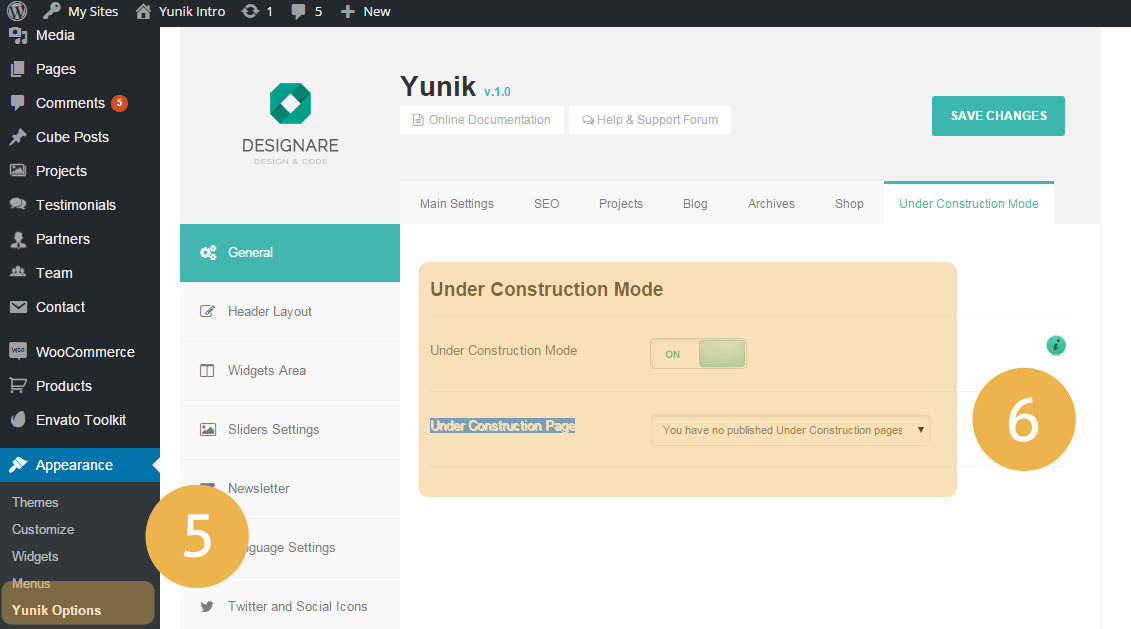 My Sites Yunik Intro 1 5 New
Media
Pages
Comments 5
Cube Posts
Projects
Testimonials
Partners
Team
Contact
WooCommerce
Products
Envato Toolkit
Appearance
Themes
Customize
Widgets
Menus
Yunik Options
5
DESIGNARE
DESIGN & CODE
Yunik v.1.0
Online Documentation Help & Support Forum
SAVE CHANGES
Main Settings SEO Projects Blog Archives Shop Under Construction Mode
General
Header Layout
Widgets Area
Sliders Settings
Newsletter
guage Settings
Twitter and Social Icons
Under Construction Mode
Under Construction Mode ON
Under Construction Page You have no published Under Construction pages
6